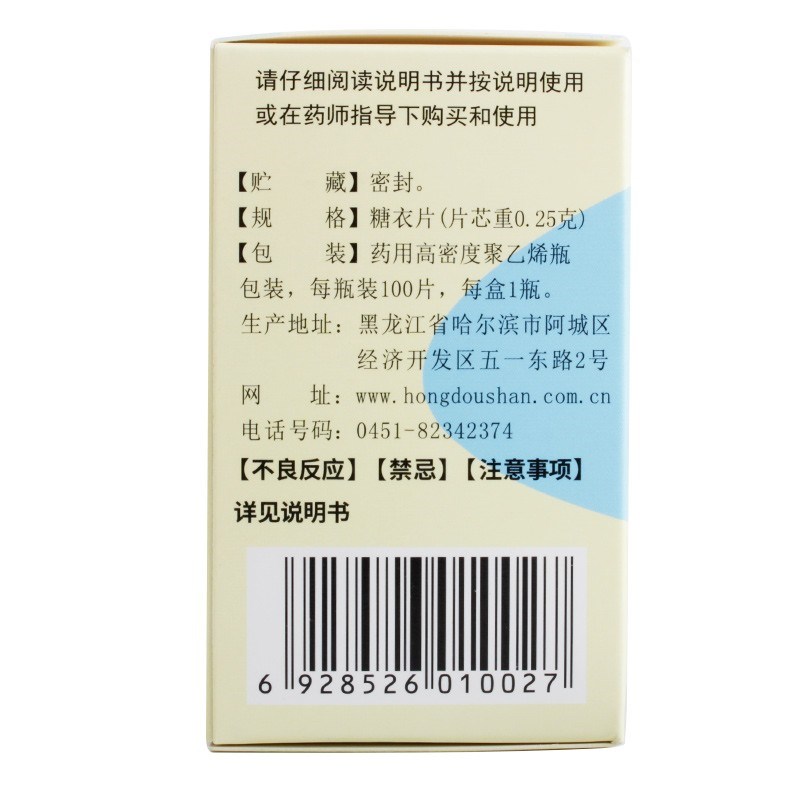 请仔细阅读说明书并按说明使用
或在药师指导下购买和使用
【贮 藏】密封。
【规 格】糖衣片(片芯重0.25克)
【包 装】药用高密度聚乙烯瓶
包装，每瓶装100片，每盒1瓶。
生产地址：黑龙江省哈尔滨市阿城区
经济开发区五一东路2号
网 址：www.hongdoushan.com.cn
电话号码：0451-82342374
【不良反应】【禁忌】【注意事项】
详见说明书
6 928526 010027